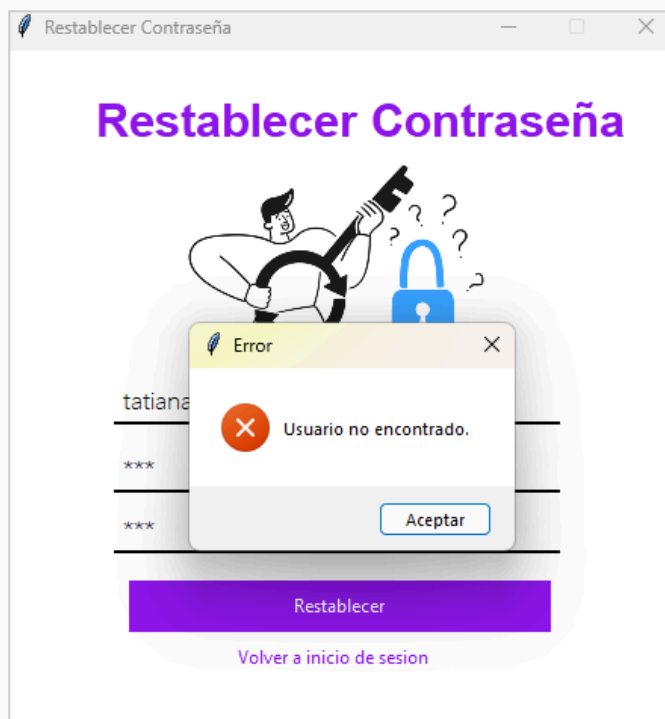 Restablecer Contraseña
Restablecer Contraseña
? ? ? ? ?
Error
tatiana
Usuario no encontrado.
***
***
Aceptar
Restablecer
Volver a inicio de sesion